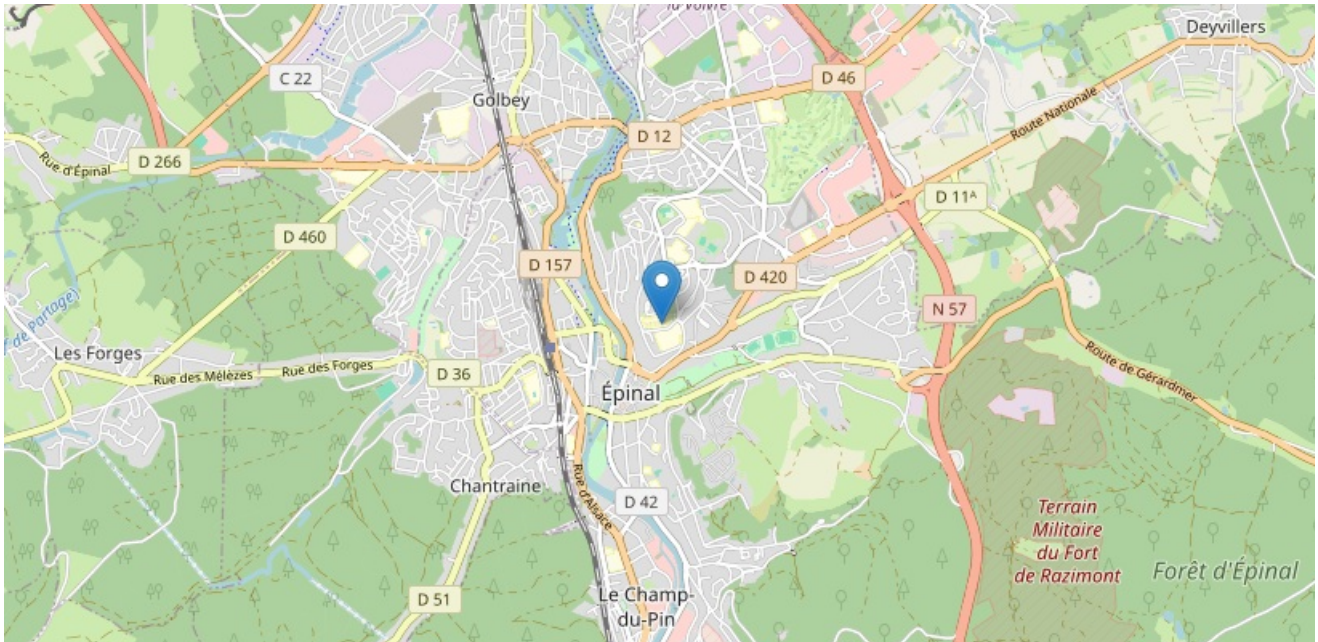 la Voivre
Deyvillers
C 22
D 46
Golbey
Route Nationale
D 12
Rue d'Épinal
D 266
D 11ᴬ
D 460
D 157
D 420
N 57
de Partage)
Les Forges
Rue des Mélèzes
Rue des Forges
D 36
Route de Gérardmer
Épinal
Chantraine
Rue d'Alsace
D 42
Terrain
Militaire
du Fort
de Razimont
Forêt d'Épinal
D 51
Le Champ-
du-Pin